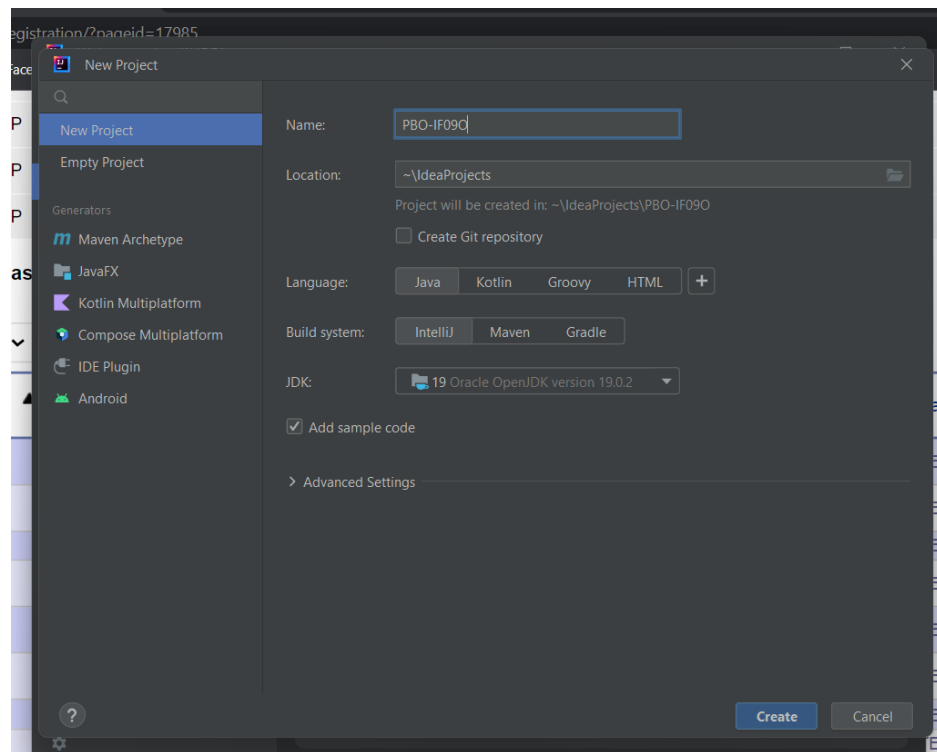 egistration/?pageid=17985
Face
New Project
P
New Project
Name:
PBO-IF09O
P
Empty Project
Location:
~\IdeaProjects
Project will be created in: ~\IdeaProjects\PBO-IF09O
P
Generators
Maven Archetype
Create Git repository
as
JavaFX
Language:
Java
Kotlin
Groovy
HTML
+
Kotlin Multiplatform
Compose Multiplatform
Build system:
IntelliJ
Maven
Gradle
IDE Plugin
JDK:
19 Oracle OpenJDK version 19.0.2
Android
Add sample code
Advanced Settings
?
Create
Cancel